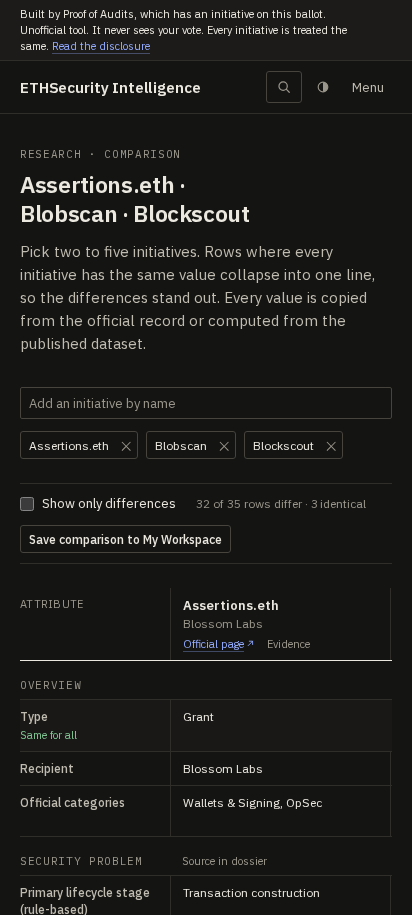 Built by Proof of Audits, which has an initiative on this ballot.
Unofficial tool. It never sees your vote. Every initiative is treated the
same. Read the disclosure
ETHSecurity Intelligence
Menu
RESEARCH · COMPARISON
Assertions.eth ·
Blobscan · Blockscout
Pick two to five initiatives. Rows where every
initiative has the same value collapse into one line,
so the differences stand out. Every value is copied
from the official record or computed from the
published dataset.
Add an initiative by name
Assertions.eth × Blobscan × Blockscout ×
Show only differences 32 of 35 rows differ · 3 identical
Save comparison to My Workspace
ATTRIBUTE Assertions.eth
Blossom Labs
Official page ↗ Evidence
OVERVIEW
Type Grant
Same for all
Recipient Blossom Labs
Official categories Wallets & Signing, OpSec
SECURITY PROBLEM Source in dossier
Primary lifecycle stage Transaction construction
(rule-based)